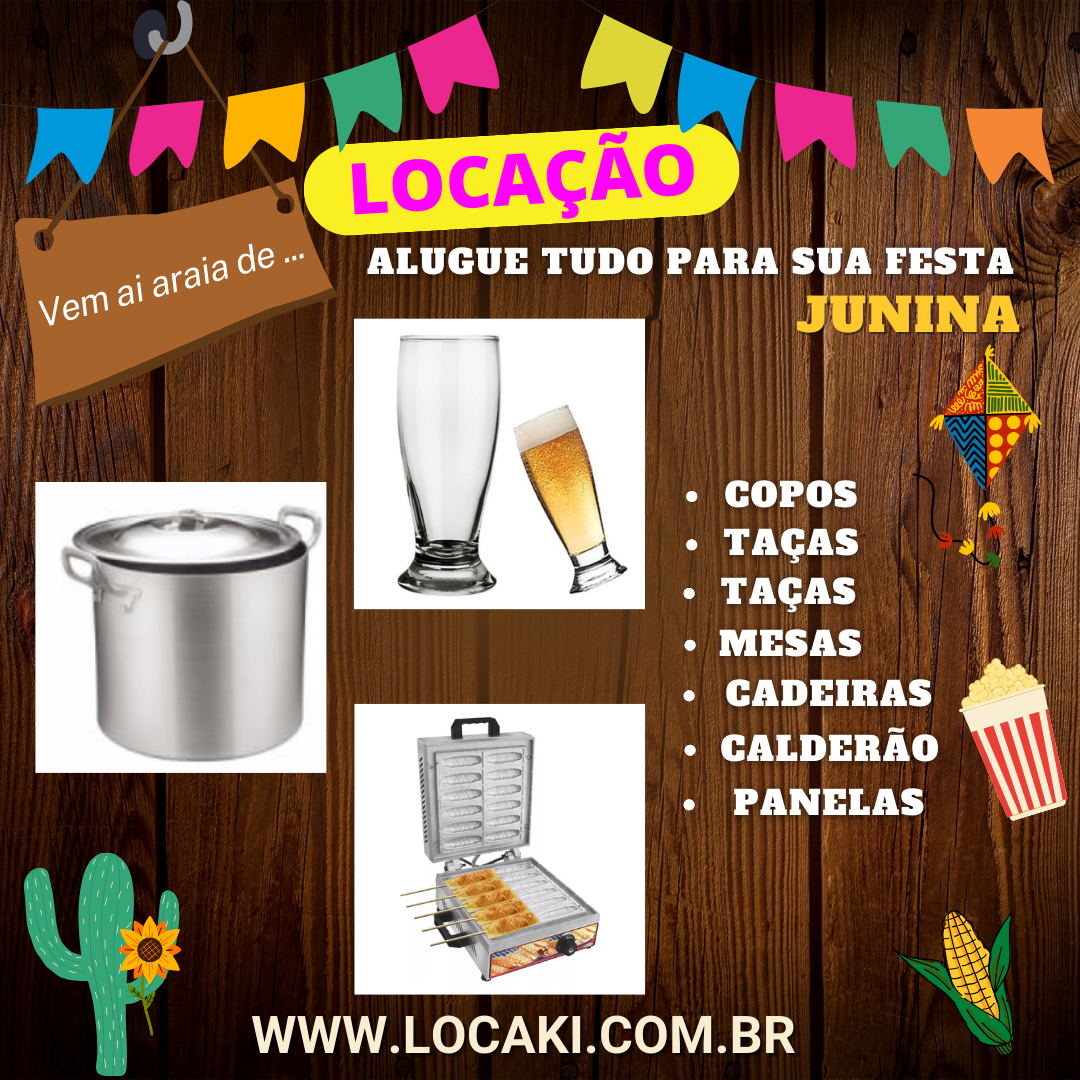 LOCAÇÃO
Vem ai araia de ...
ALUGUE TUDO PARA SUA FESTA
JUNINA
COPOS
TAÇAS
TAÇAS
MESAS
CADEIRAS
CALDERÃO
PANELAS
WWW.LOCAKI.COM.BR